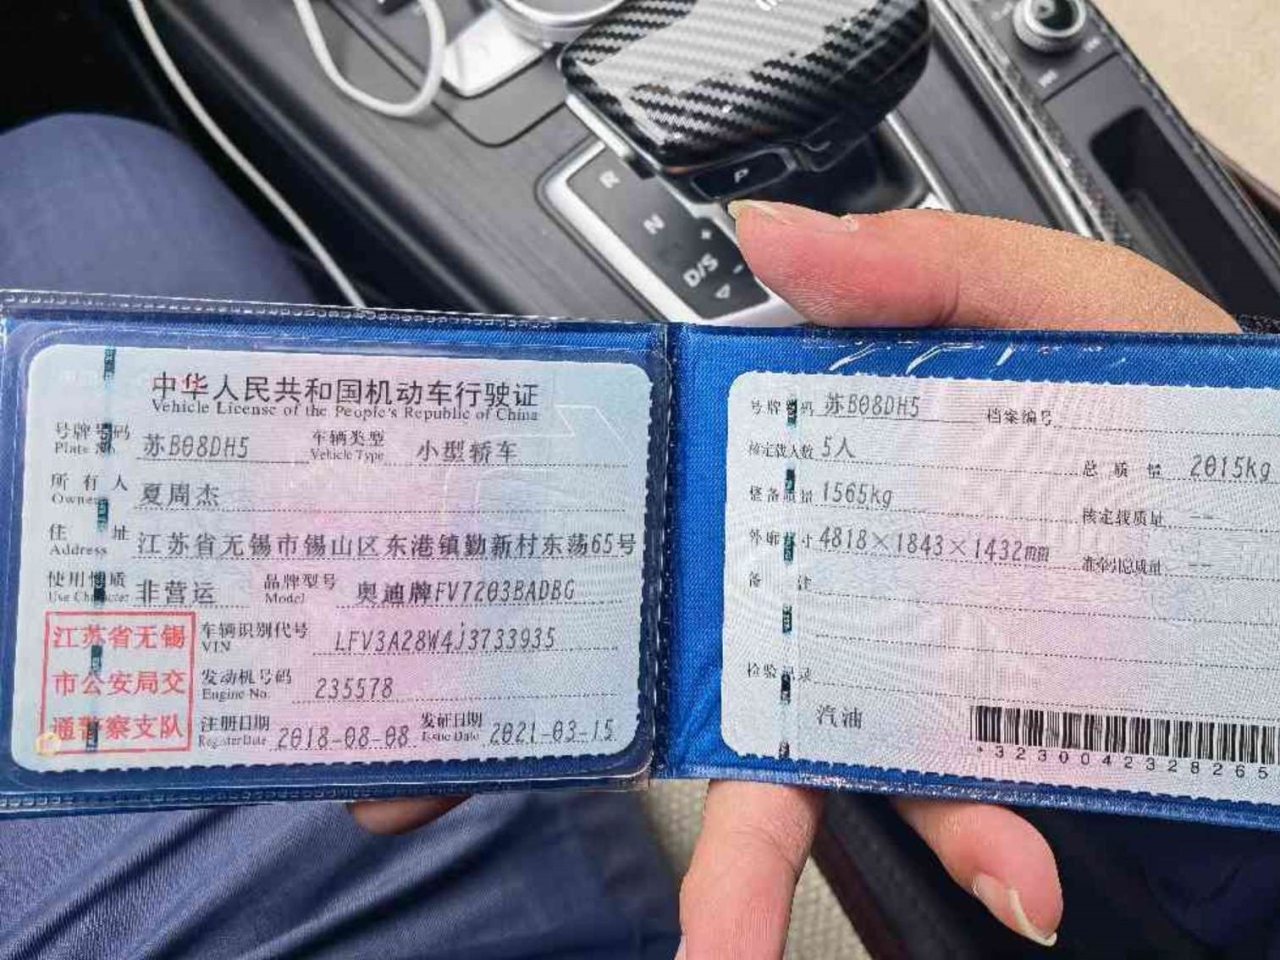 R
N
P
+
D/S
-
中华人民共和国机动车行驶证
Vehicle License of the People's Republic of China
号牌号码 苏B08DH5 车辆类型 小型轿车
Plate No. Vehicle Type
所有人 夏周杰
Owner
住址 江苏省无锡市锡山区东港镇勤新村东荡65号
Address
使用性质 非营运 品牌型号 奥迪牌FV7203BADBG
Use Character Model
江苏省无锡
市公安局交
通警察支队
车辆识别代号 LFV3A28W4J3733935
VIN
发动机号码 235578
Engine No.
注册日期 2018-08-08 发证日期 2021-03-15
Register Date Issue Date
号牌号码 苏B08DH5 档案编号
核定载人数 5人 总质量 2015kg
整备质量 1565kg 核定载质量 --
外廓尺寸 4818×1843×1432mm 准牵引总质量 --
备注
检验记录
汽油
*3230042328265